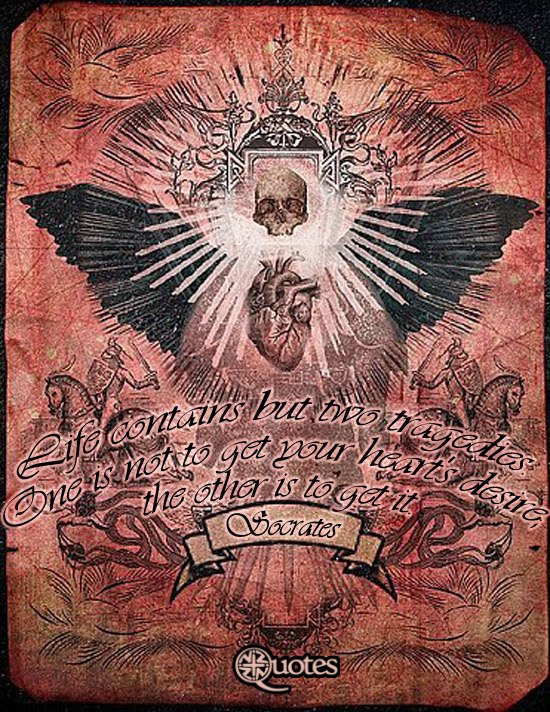 Life contains but two tragedies.
One is not to get your heart's desire;
the other is to get it
Socrates
Quotes